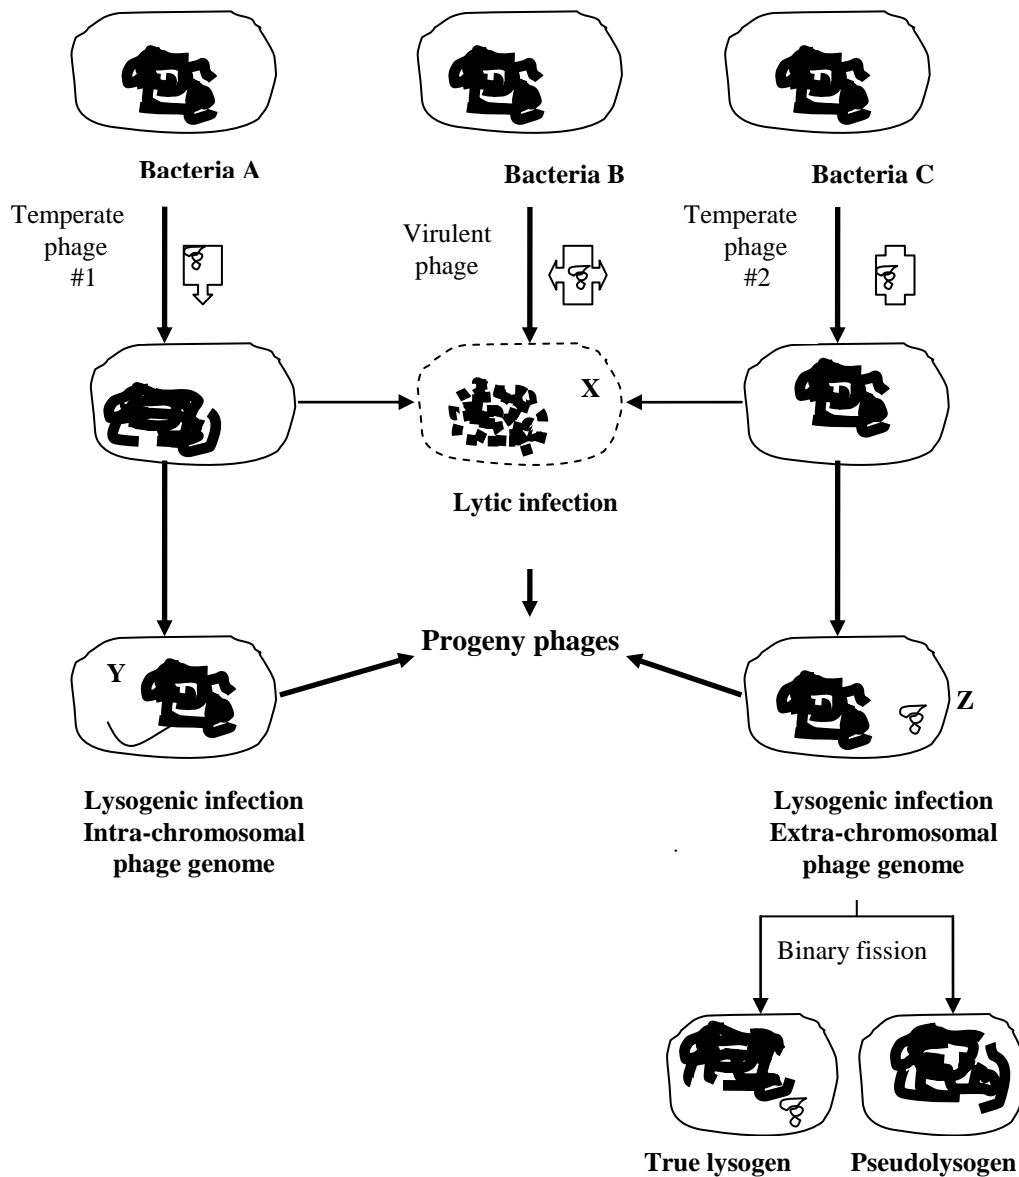 Bacteria A
Bacteria B
Bacteria C
Temperate
phage
#1
Virulent
phage
Temperate
phage
#2
X
Lytic infection
Progeny phages
Y
Z
Lysogenic infection
Intra-chromosomal
phage genome
Lysogenic infection
Extra-chromosomal
phage genome
Binary fission
True lysogen
Pseudolysogen